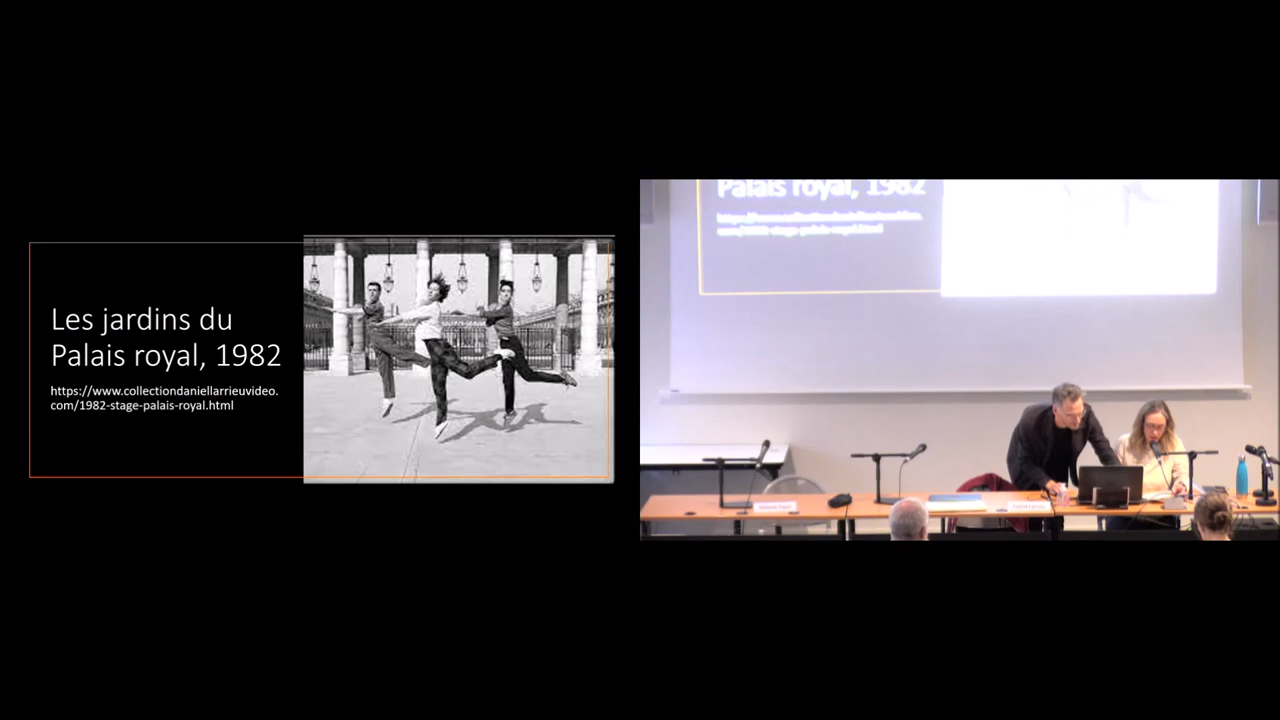 Les jardins du
Palais royal, 1982
https://www.collectiondaniellarrieuvideo.
com/1982-stage-palais-royal.html
Palais royal, 1982